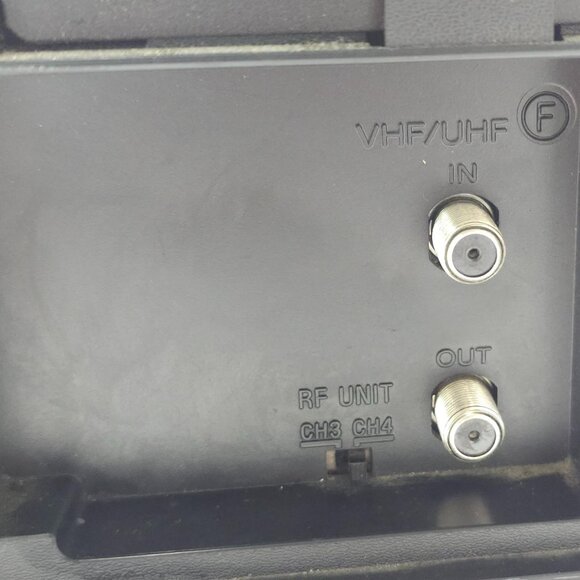 VHF/UHF F
IN
OUT
RF UNIT
CH3 CH4